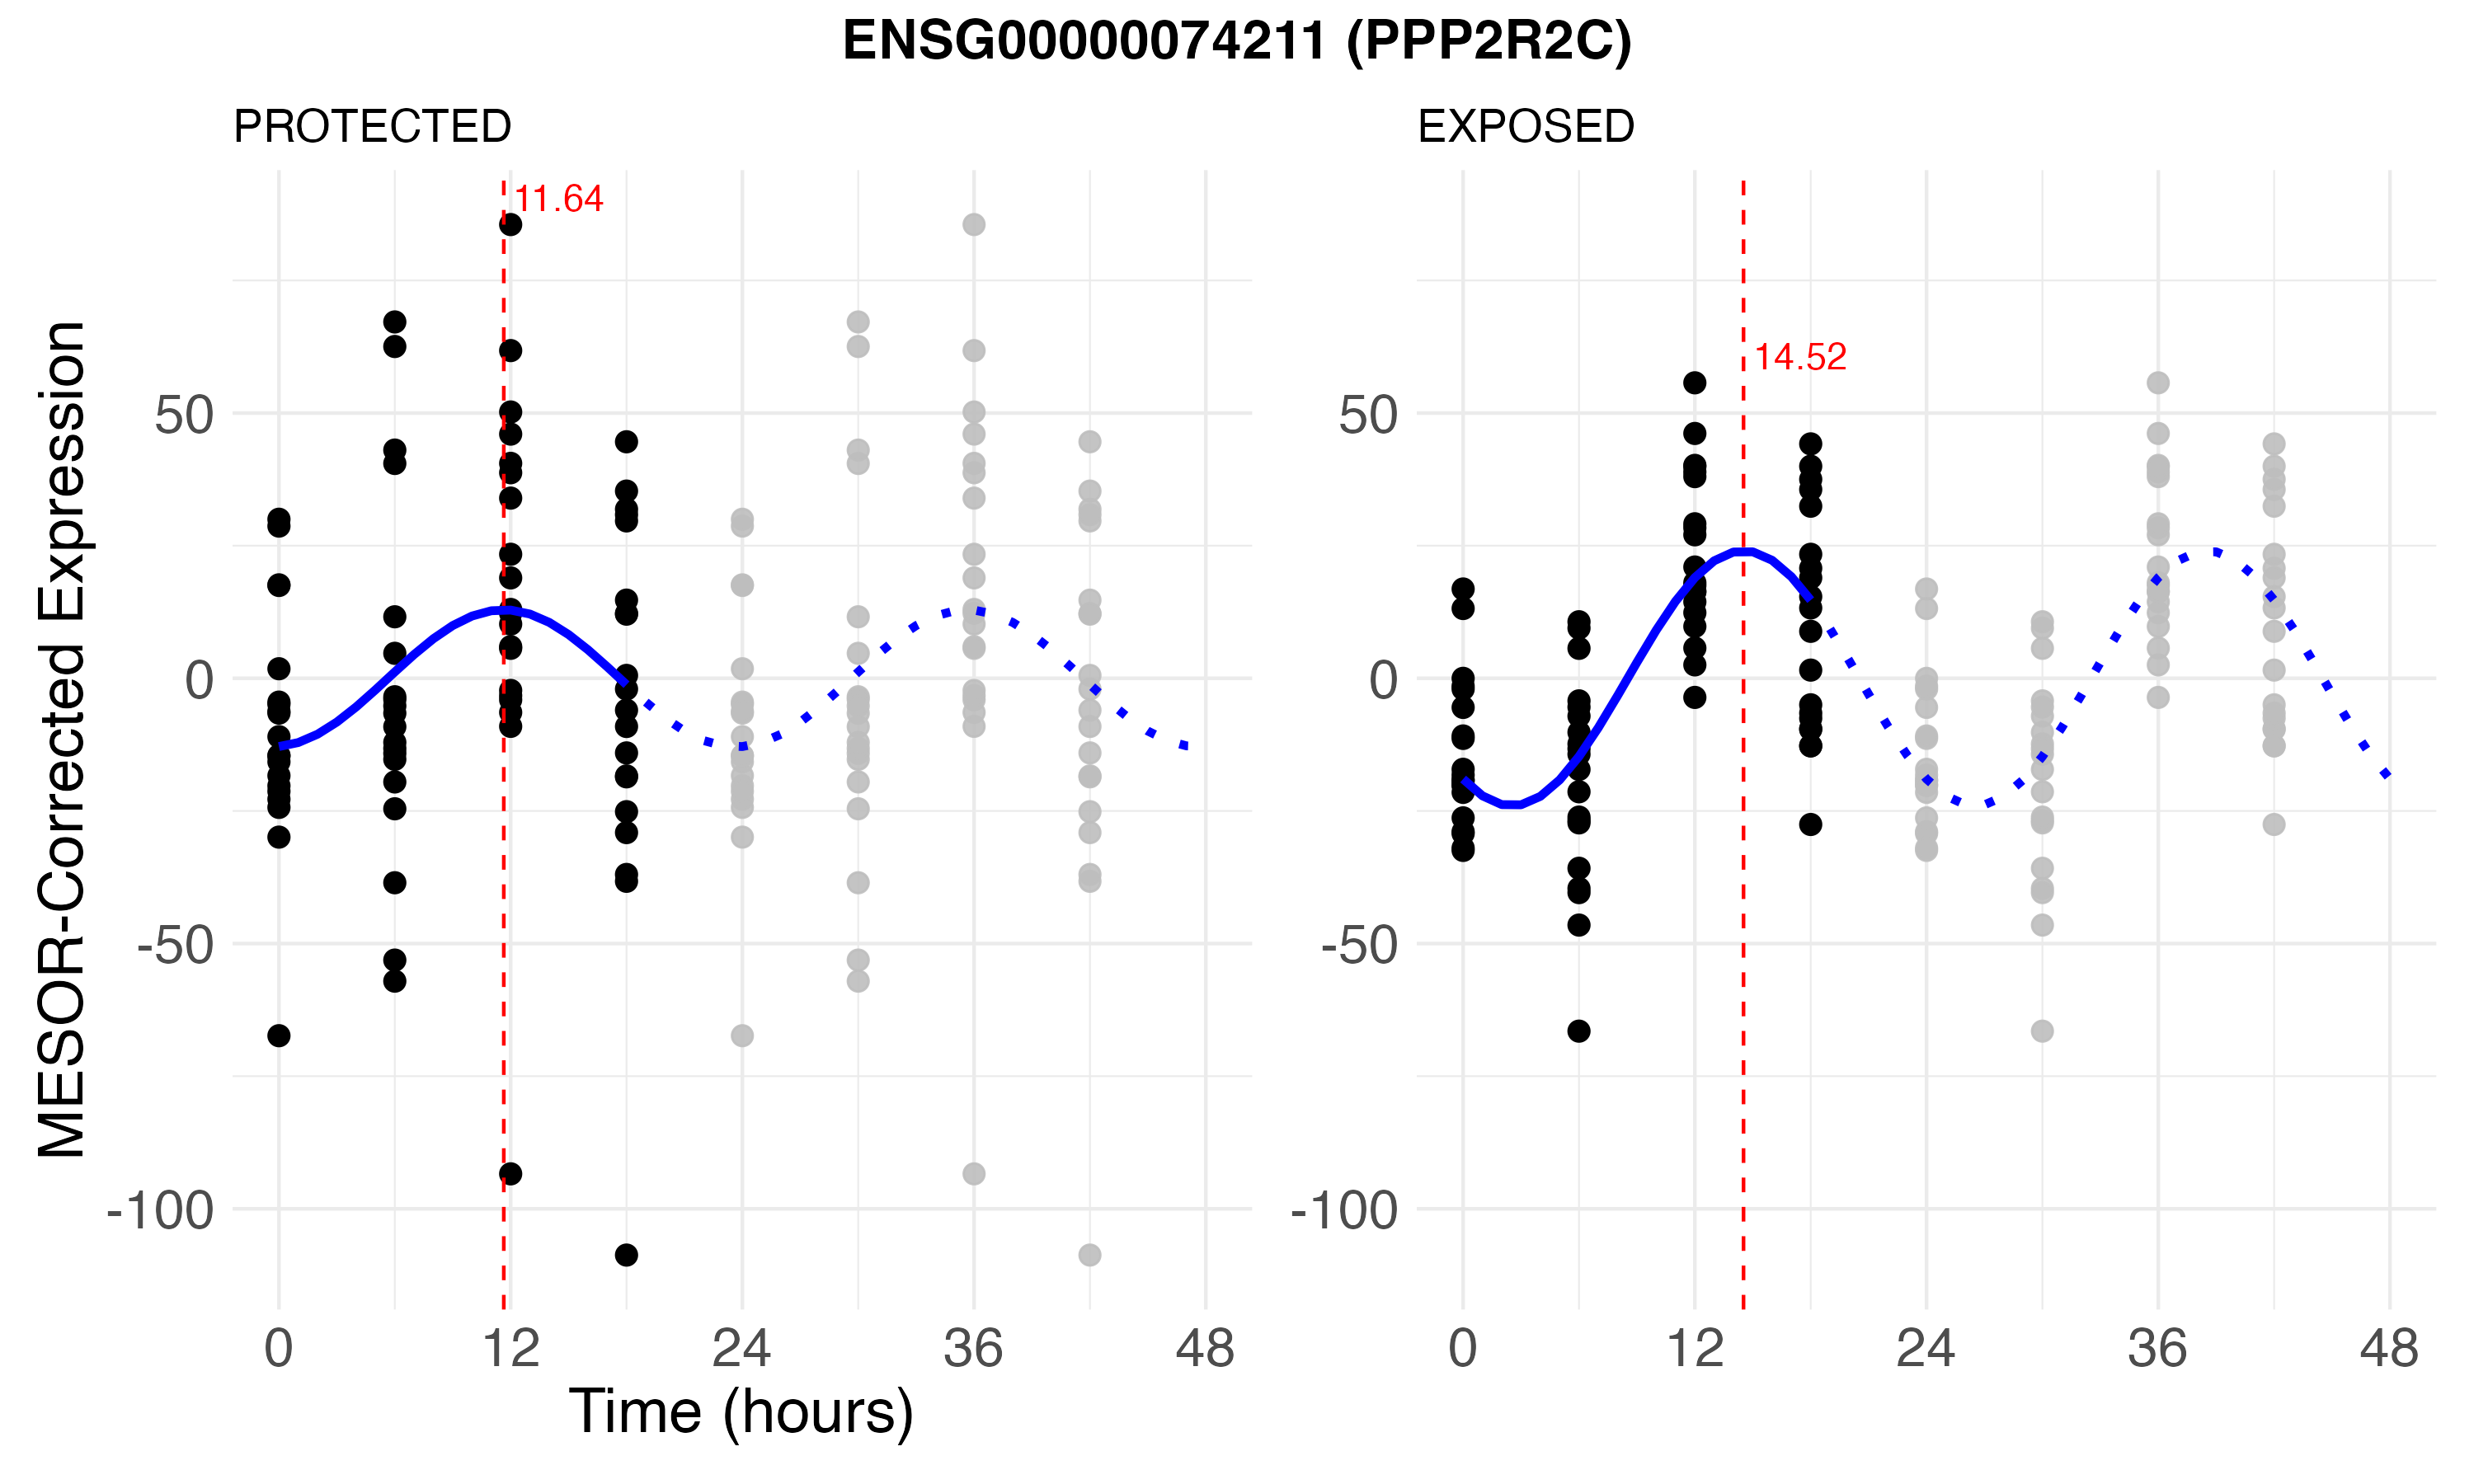 ENSG00000074211 (PPP2R2C)
PROTECTED
EXPOSED
MESOR-Corrected Expression
11.64
14.52
50
0
-50
-100
50
0
-50
-100
0 12 24 36 48
0 12 24 36 48
Time (hours)